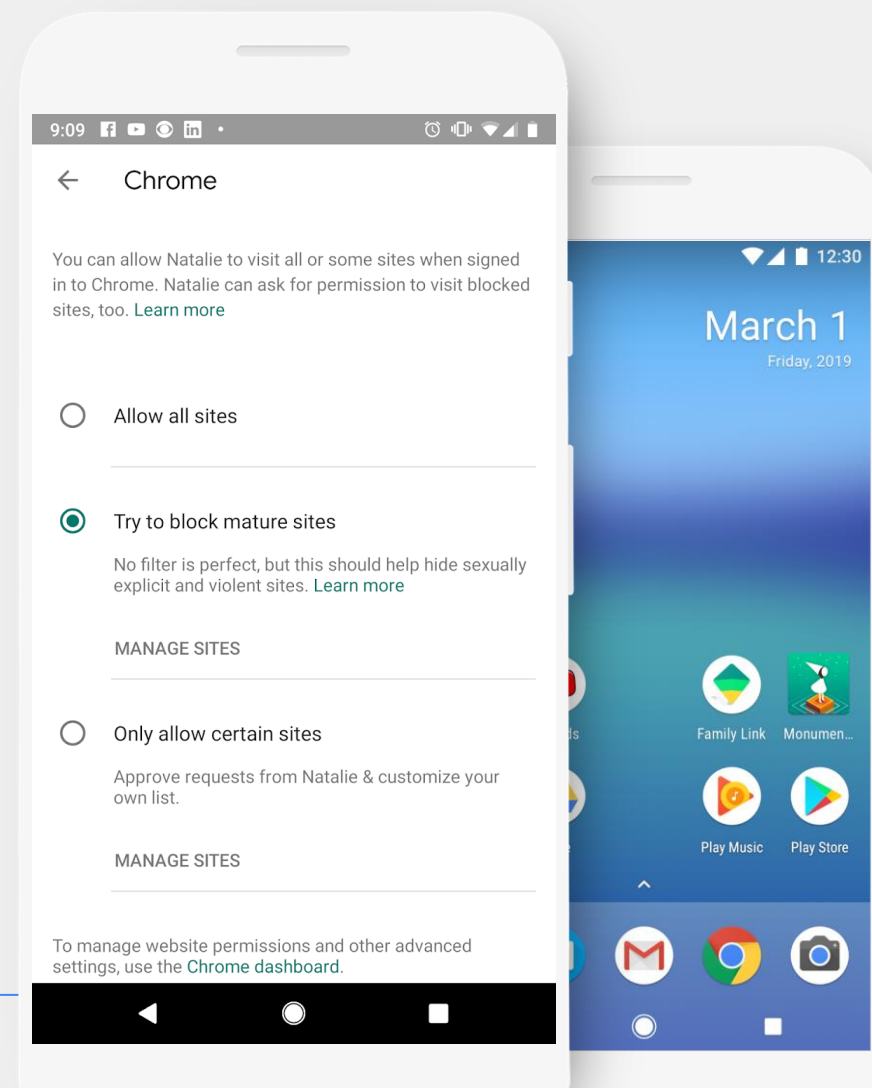 9:09
Chrome
You can allow Natalie to visit all or some sites when signed
in to Chrome. Natalie can ask for permission to visit blocked
sites, too. Learn more
Allow all sites
Try to block mature sites
No filter is perfect, but this should help hide sexually
explicit and violent sites. Learn more
MANAGE SITES
Only allow certain sites
Approve requests from Natalie & customize your
own list.
MANAGE SITES
To manage website permissions and other advanced
settings, use the Chrome dashboard.
12:30
March 1
Friday, 2019
Family Link Monumen...
Play Music Play Store